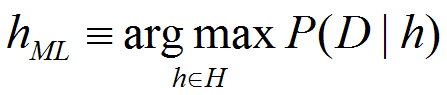 h_ML ≡ arg max P(D | h)
h∈H